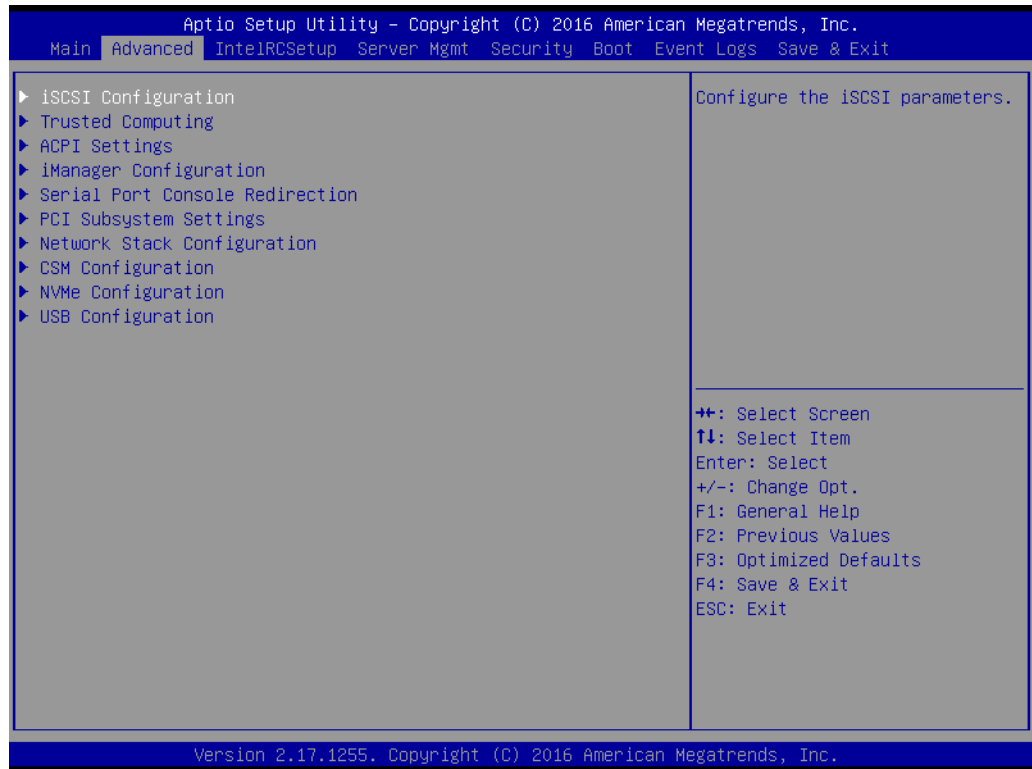 Aptio Setup Utility – Copyright (C) 2016 American Megatrends, Inc.
Main Advanced IntelRCSetup Server Mgmt Security Boot Event Logs Save & Exit
▶ iSCSI Configuration
▶ Trusted Computing
▶ ACPI Settings
▶ iManager Configuration
▶ Serial Port Console Redirection
▶ PCI Subsystem Settings
▶ Network Stack Configuration
▶ CSM Configuration
▶ NVMe Configuration
▶ USB Configuration
Configure the iSCSI parameters.
→←: Select Screen
↑↓: Select Item
Enter: Select
+/-: Change Opt.
F1: General Help
F2: Previous Values
F3: Optimized Defaults
F4: Save & Exit
ESC: Exit
Version 2.17.1255. Copyright (C) 2016 American Megatrends, Inc.